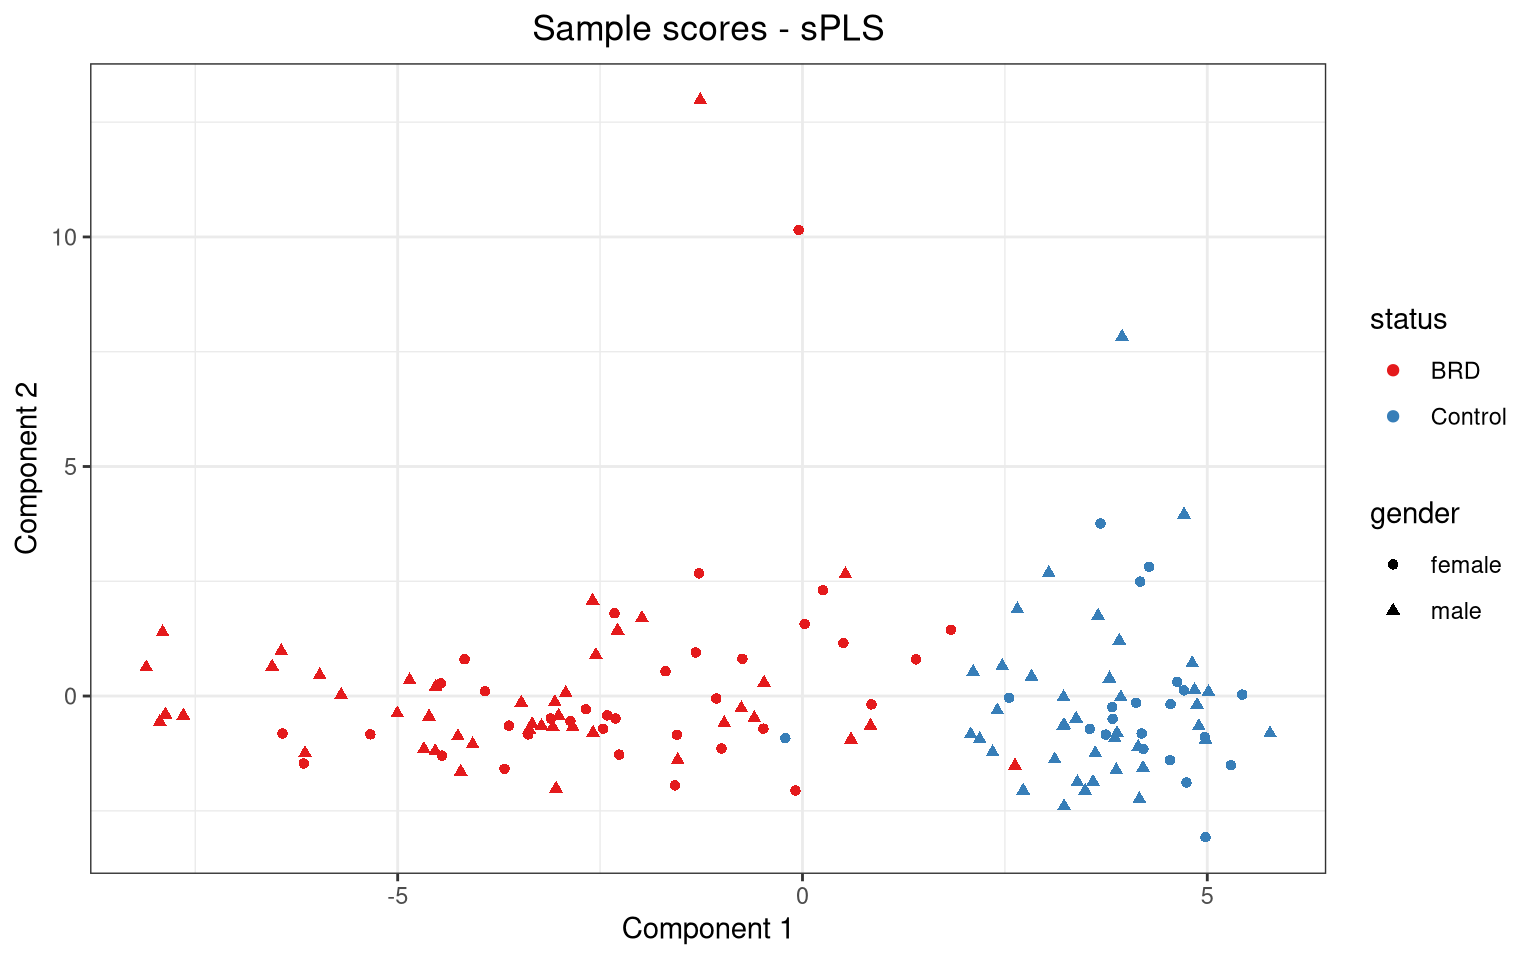 Sample scores - sPLS
10
5
0
-5
0
5
Component 2
Component 1
status
BRD
Control
gender
female
male